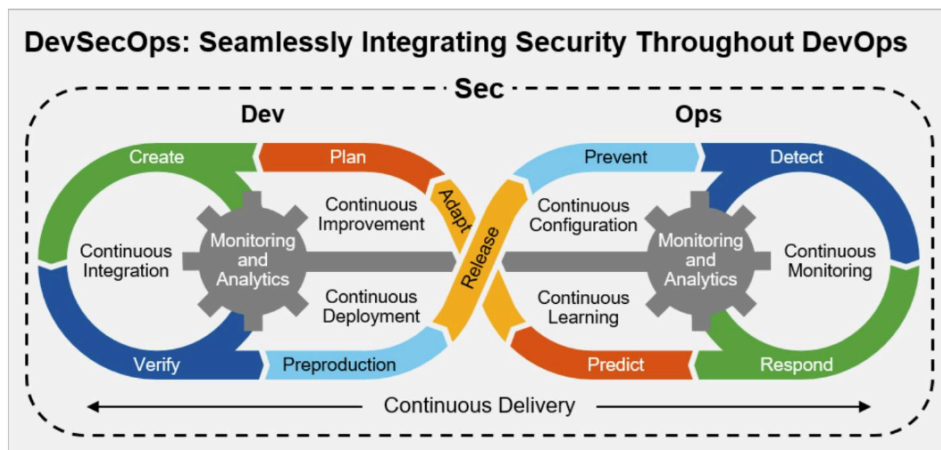 DevSecOps: Seamlessly Integrating Security Throughout DevOps
Sec
Dev
Ops
Create
Plan
Prevent
Detect
Adapt
Release
Continuous
Improvement
Continuous
Configuration
Continuous
Integration
Monitoring
and
Analytics
Monitoring
and
Analytics
Continuous
Monitoring
Continuous
Deployment
Continuous
Learning
Verify
Preproduction
Predict
Respond
Continuous Delivery